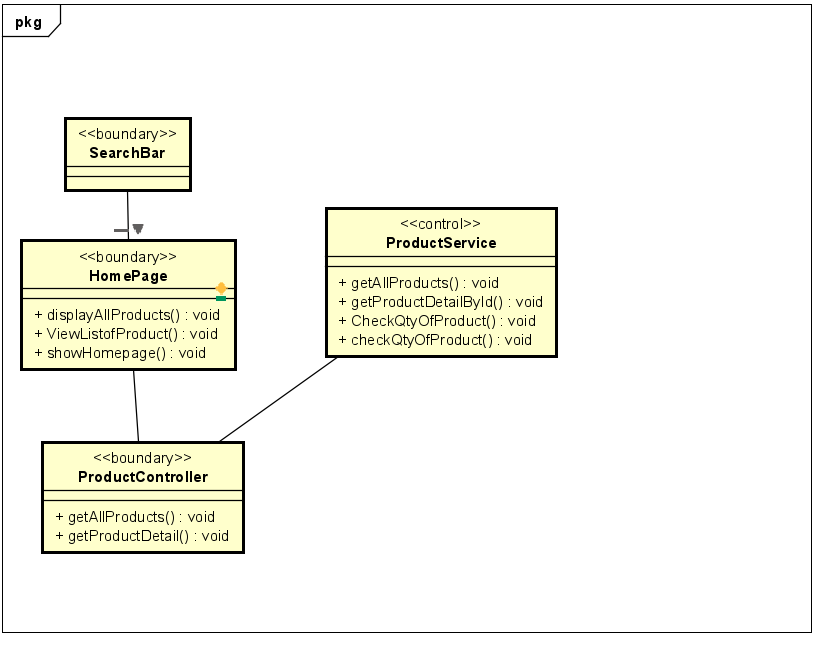 pkg
<<boundary>>
SearchBar
<<boundary>>
HomePage
+ displayAllProducts() : void
+ ViewListofProduct() : void
+ showHomepage() : void
<<control>>
ProductService
+ getAllProducts() : void
+ getProductDetailById() : void
+ CheckQtyOfProduct() : void
+ checkQtyOfProduct() : void
<<boundary>>
ProductController
+ getAllProducts() : void
+ getProductDetail() : void